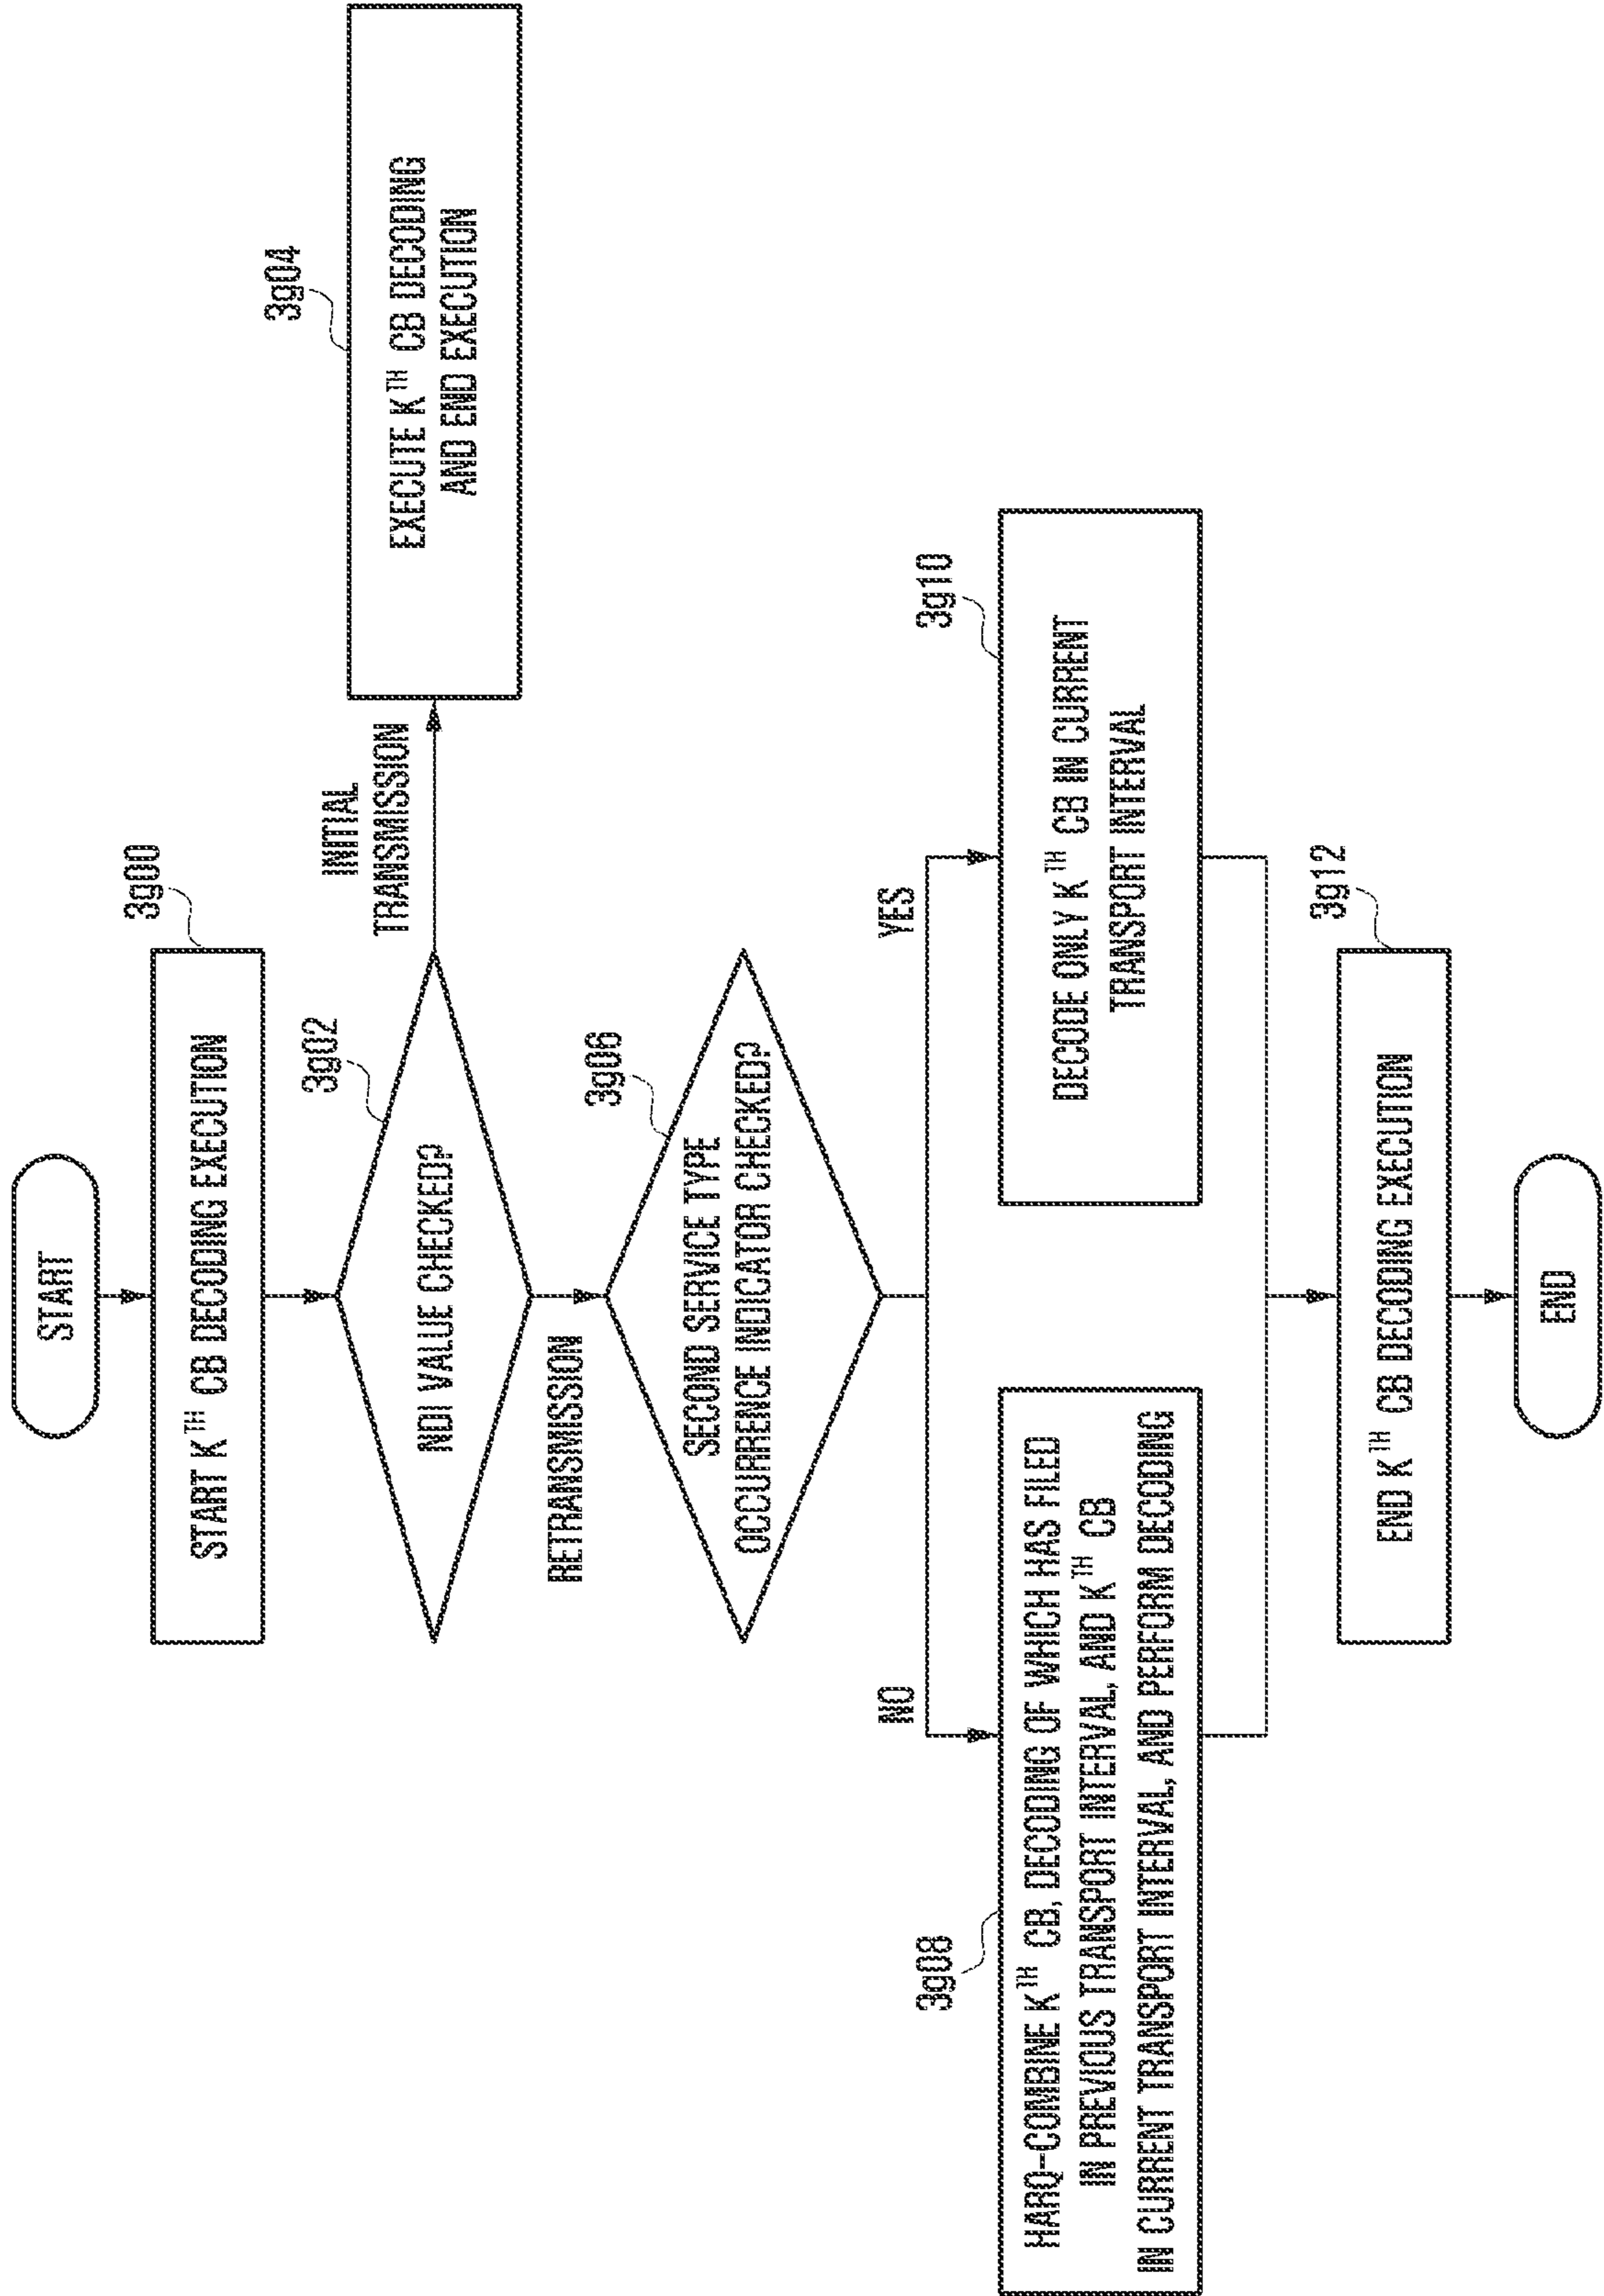 START
3g00
START K^TH CB DECODING EXECUTION
3g02
NDI VALUE CHECKED?
INITIAL
TRANSMISSION
3g04
EXECUTE K^TH CB DECODING
AND END EXECUTION
RETRANSMISSION
3g06
SECOND SERVICE TYPE
OCCURRENCE INDICATOR CHECKED?
NO
YES
3g08
HARQ-COMBINE K^TH CB, DECODING OF WHICH HAS FILED
IN PREVIOUS TRANSPORT INTERVAL, AND K^TH CB
IN CURRENT TRANSPORT INTERVAL, AND PERFORM DECODING
3g10
DECODE ONLY K^TH CB IN CURRENT
TRANSPORT INTERVAL
3g12
END K^TH CB DECODING EXECUTION
END